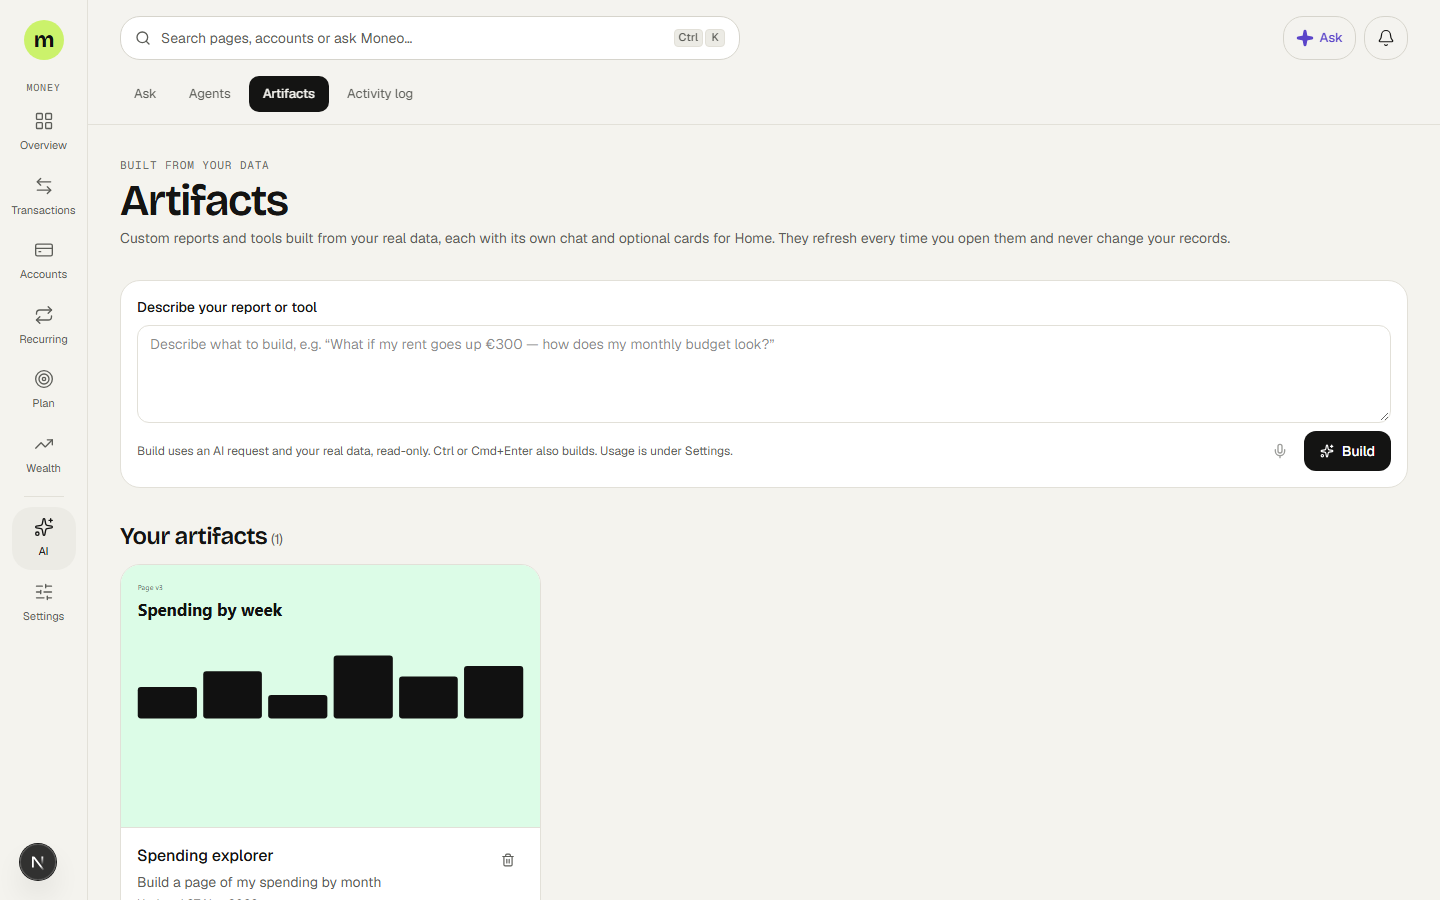 m
Search pages, accounts or ask Moneo...
Ctrl K
Ask
MONEY
Overview
Transactions
Accounts
Recurring
Plan
Wealth
AI
Settings
N
Ask
Agents
Artifacts
Activity log
BUILT FROM YOUR DATA
Artifacts
Custom reports and tools built from your real data, each with its own chat and optional cards for Home. They refresh every time you open them and never change your records.
Describe your report or tool
Describe what to build, e.g. “What if my rent goes up €300 — how does my monthly budget look?”
Build uses an AI request and your real data, read-only. Ctrl or Cmd+Enter also builds. Usage is under Settings.
Build
Your artifacts (1)
Page v3
Spending by week
Spending explorer
Build a page of my spending by month